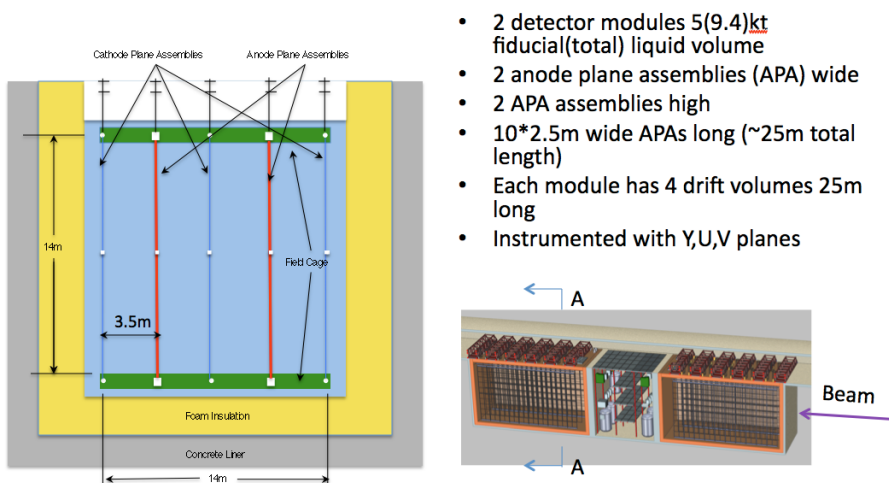 Cathode Plane Assemblies
Anode Plane Assemblies
14m
3.5m
Field Cage
Foam Insulation
Concrete Liner
14m
• 2 detector modules 5(9.4)kt
fiducial(total) liquid volume
• 2 anode plane assemblies (APA) wide
• 2 APA assemblies high
• 10*2.5m wide APAs long (~25m total
length)
• Each module has 4 drift volumes 25m
long
• Instrumented with Y,U,V planes
A
Beam
A